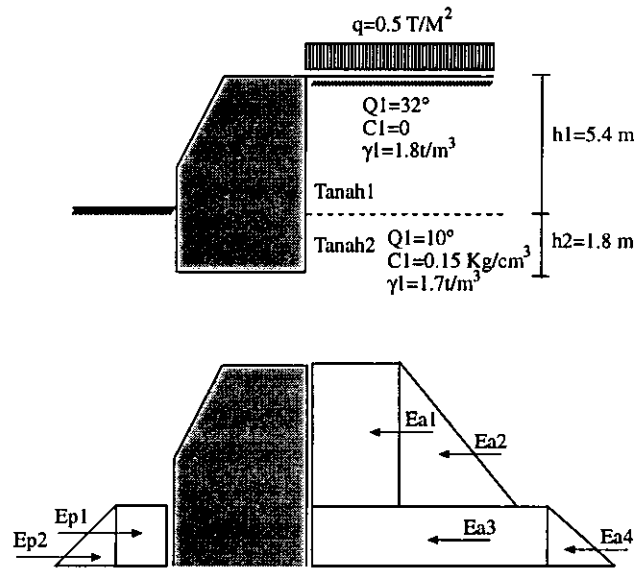 q=0.5 T/M²
Q1=32°
C1=0
γ1=1.8t/m³
h1=5.4 m
Tanah1
Tanah2
Q1=10°
C1=0.15 Kg/cm³
γ1=1.7t/m³
h2=1.8 m
Ea1
Ea2
Ep1
Ep2
Ea3
Ea4